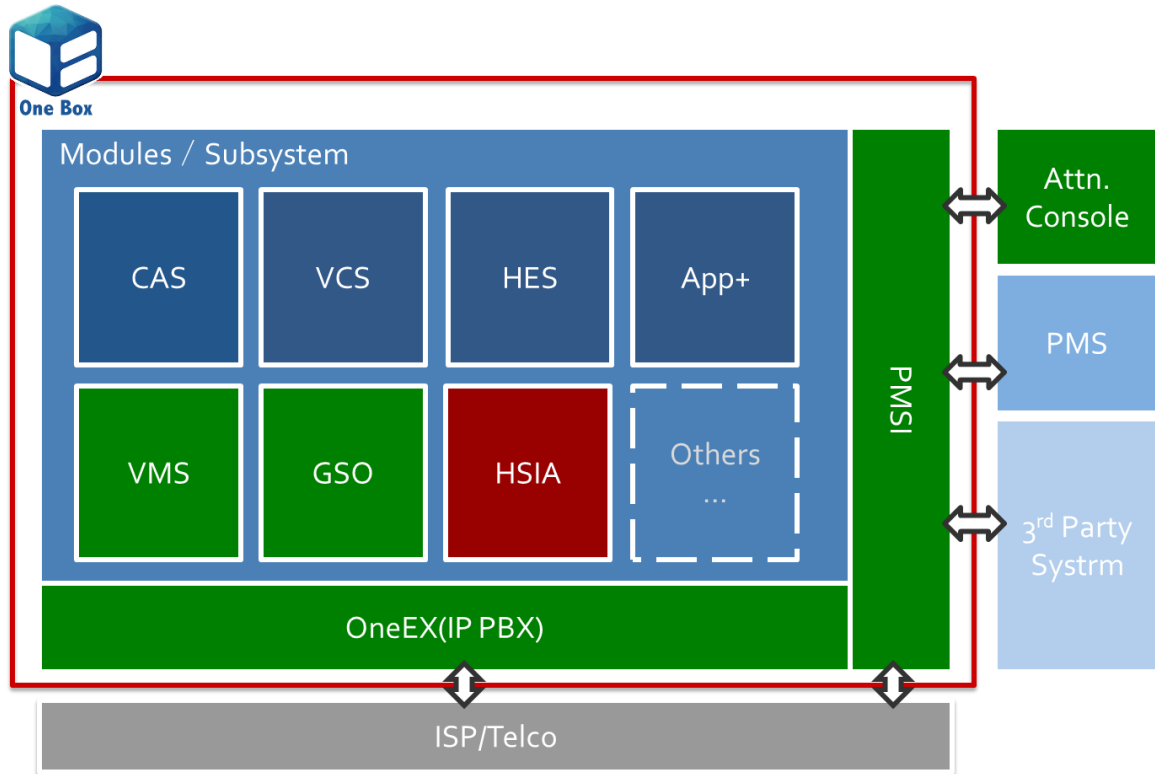 One Box
Modules / Subsystem
CAS
VCS
HES
App+
VMS
GSO
HSIA
Others
...
OneEX(IP PBX)
PMSI
Attn.
Console
PMS
3rd Party
Systrm
ISP/Telco